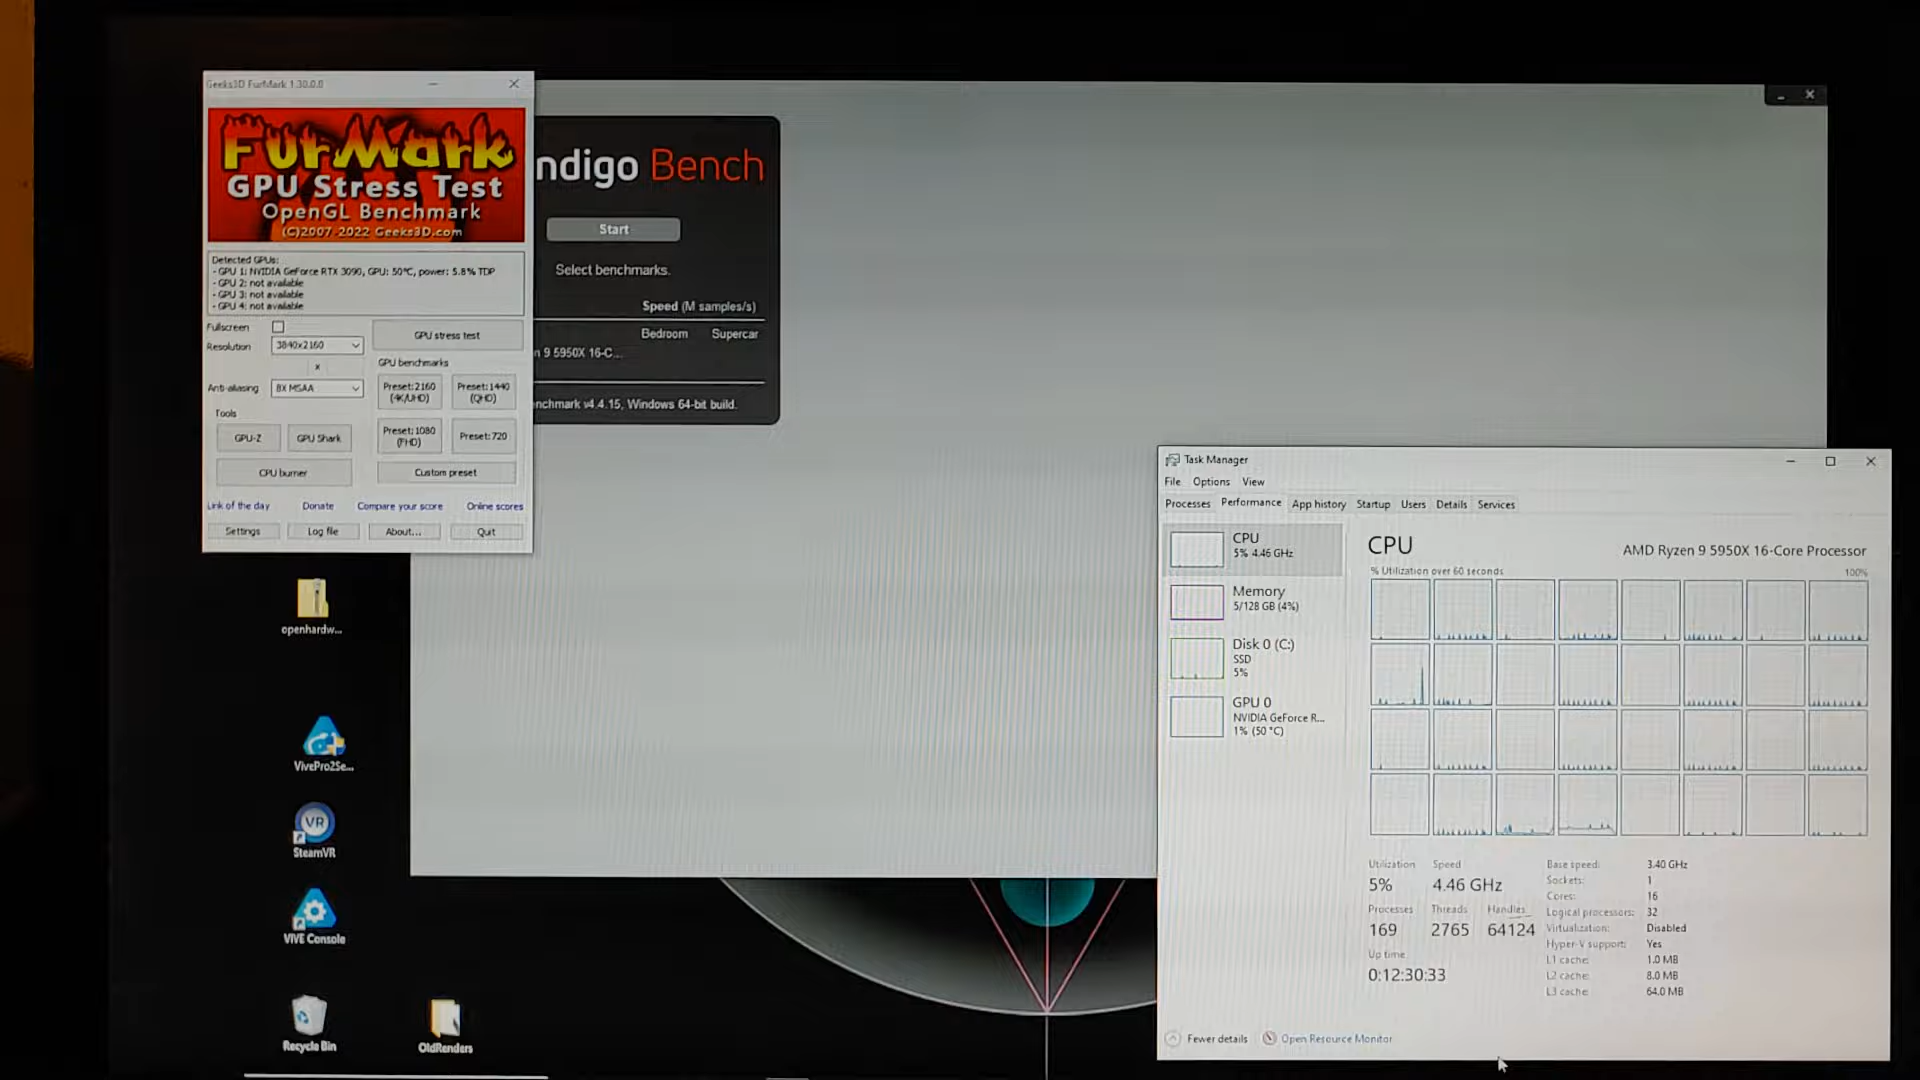 Geeks3D FurMark 1.30.0.0
FurMark
GPU Stress Test
OpenGL Benchmark
(C)2007-2022 Geeks3D.com
Detected GPUs:
- GPU 1: NVIDIA GeForce RTX 3090, GPU: 50°C, power: 5.8% TDP
- GPU 2: not available
- GPU 3: not available
- GPU 4: not available
Fullscreen
Resolution
3840x2160
x
Anti-aliasing
8X MSAA
GPU stress test
GPU benchmarks
Preset:2160
(4K/UHD)
Preset:1440
(QHD)
Preset:1080
(FHD)
Preset:720
Custom preset
Tools
GPU-Z
GPU Shark
CPU burner
Link of the day
Donate
Compare your score
Online scores
Settings
Log file
About...
Quit
ndigo Bench
Start
Select benchmarks.
Speed (M samples/s)
Bedroom Supercar
n 9 5950X 16-C...
nchmark v4.4.15, Windows 64-bit build.
openhardw...
VivePro2Se...
VR
SteamVR
VIVE Console
Recycle Bin
OldRenders
Task Manager
File Options View
Processes Performance App history Startup Users Details Services
CPU
5% 4.46 GHz
Memory
5/128 GB (4%)
Disk 0 (C:)
SSD
5%
GPU 0
NVIDIA GeForce R...
1% (50 °C)
CPU
AMD Ryzen 9 5950X 16-Core Processor
% Utilization over 60 seconds
100%
Utilization Speed
5% 4.46 GHz
Processes Threads Handles
169 2765 64124
Up time
0:12:30:33
Base speed: 3.40 GHz
Sockets: 1
Cores: 16
Logical processors: 32
Virtualization: Disabled
Hyper-V support: Yes
L1 cache: 1.0 MB
L2 cache: 8.0 MB
L3 cache: 64.0 MB
Fewer details
Open Resource Monitor